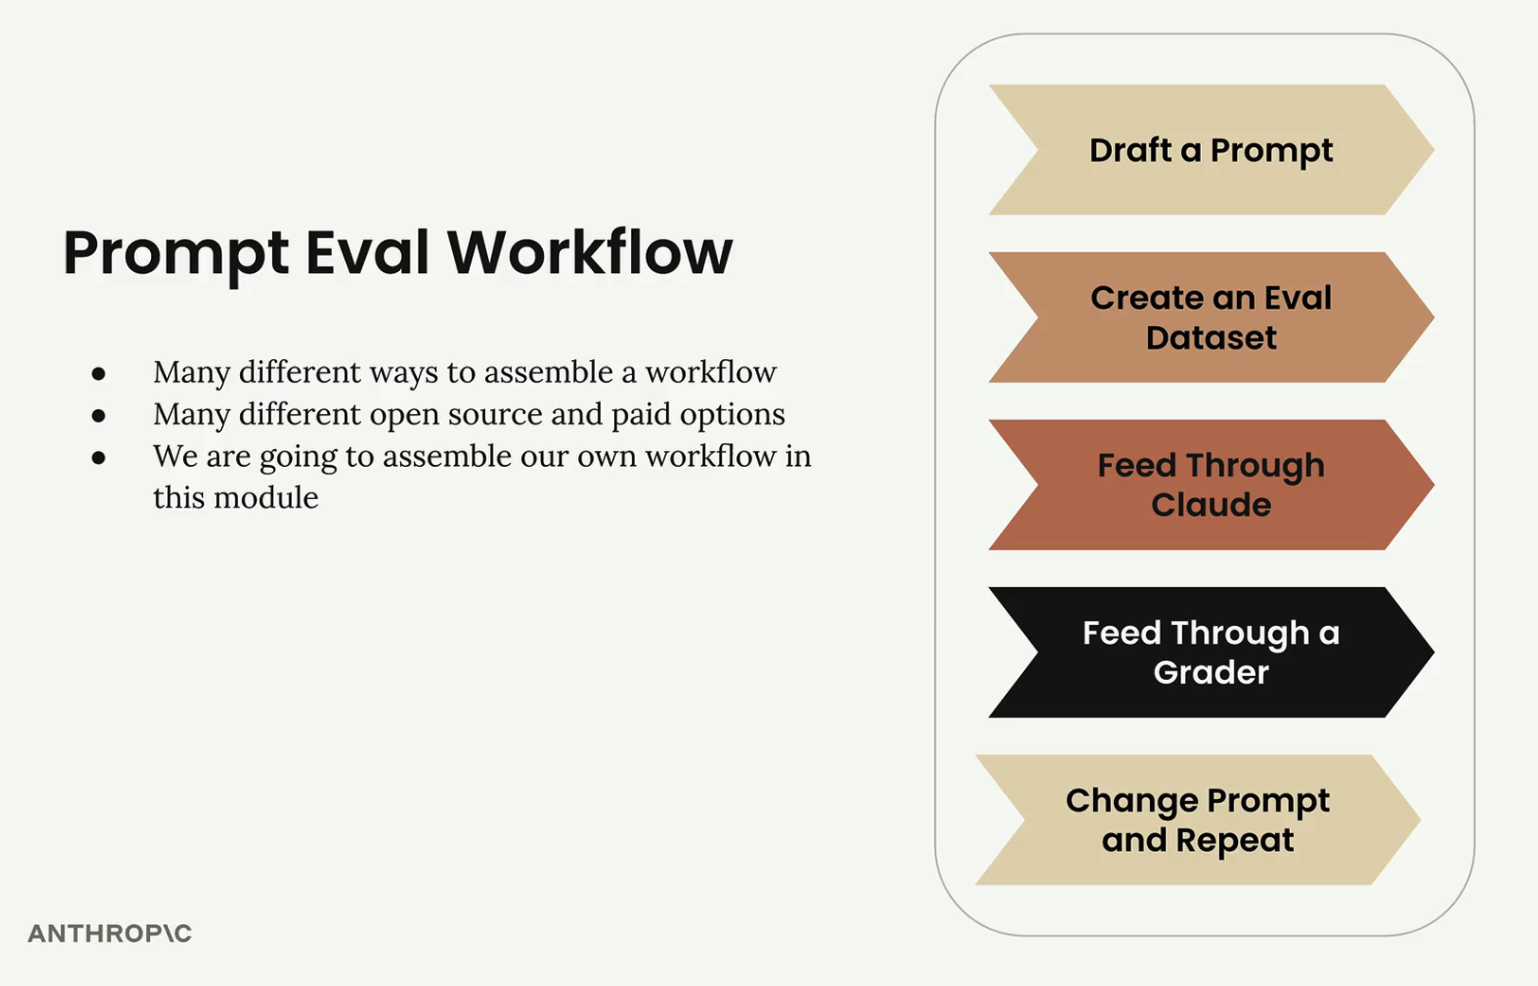 Prompt Eval Workflow
● Many different ways to assemble a workflow
● Many different open source and paid options
● We are going to assemble our own workflow in
this module
Draft a Prompt
Create an Eval
Dataset
Feed Through
Claude
Feed Through a
Grader
Change Prompt
and Repeat
ANTHROP\C